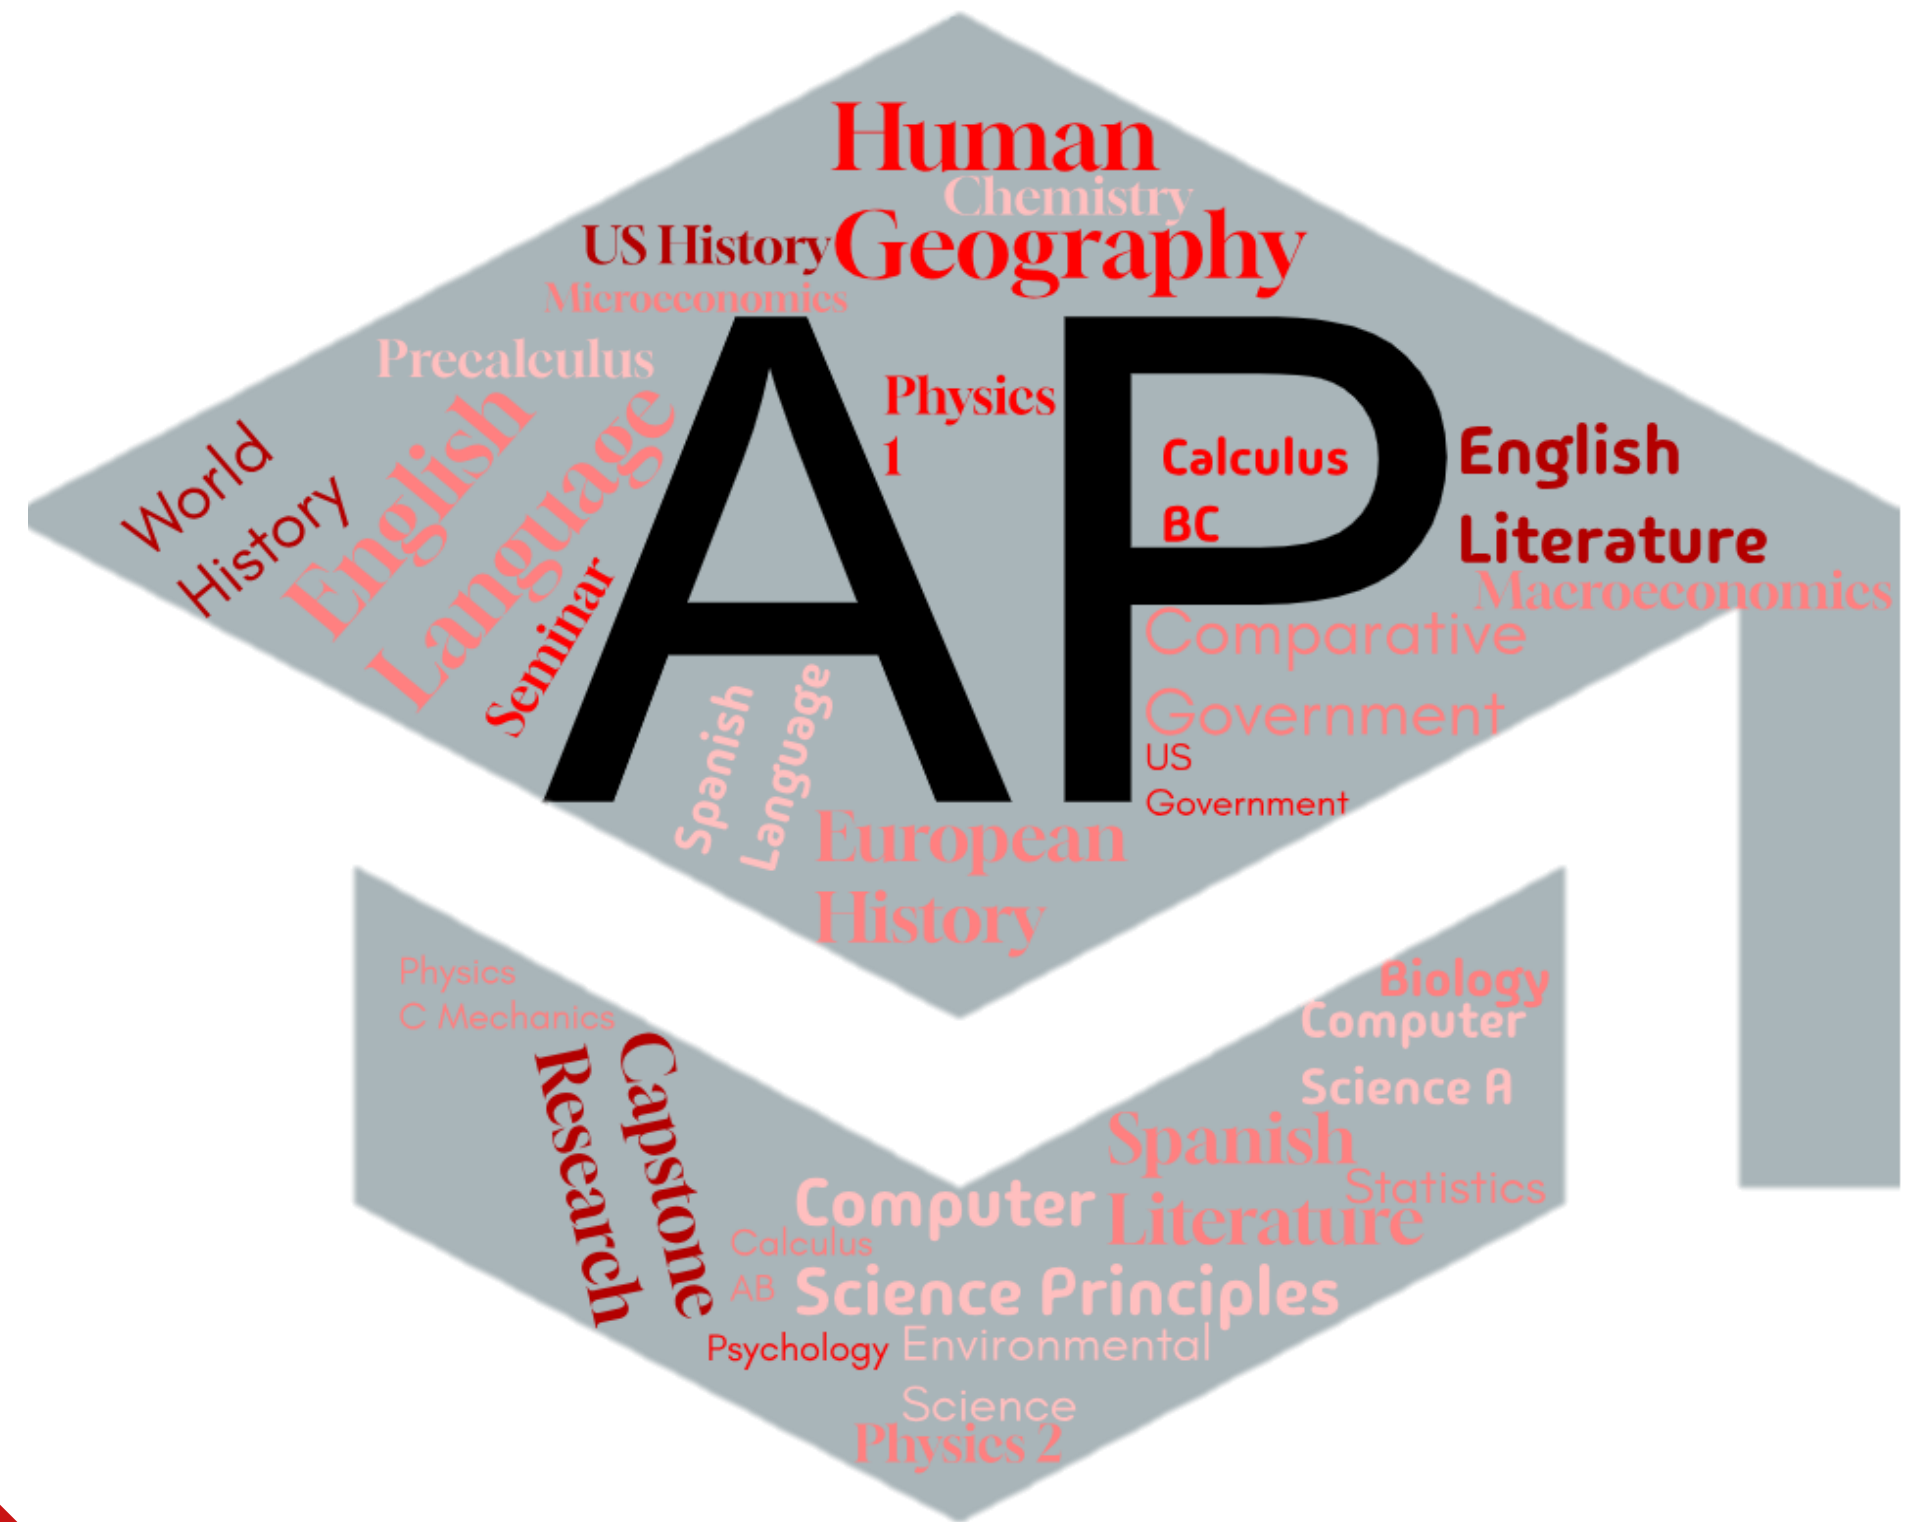 Human
Chemistry
US History
Geography
Microeconomics
Precalculus
AP
Physics
1
World
History
English
Language
Seminar
Calculus
BC
English
Literature
Macroeconomics
Comparative
Government
US
Government
Spanish
Language
European
History
Physics
C Mechanics
Capstone
Research
Biology
Computer
Science A
Spanish
Literature
Statistics
Computer
Science Principles
Calculus
AB
Psychology
Environmental
Science
Physics 2